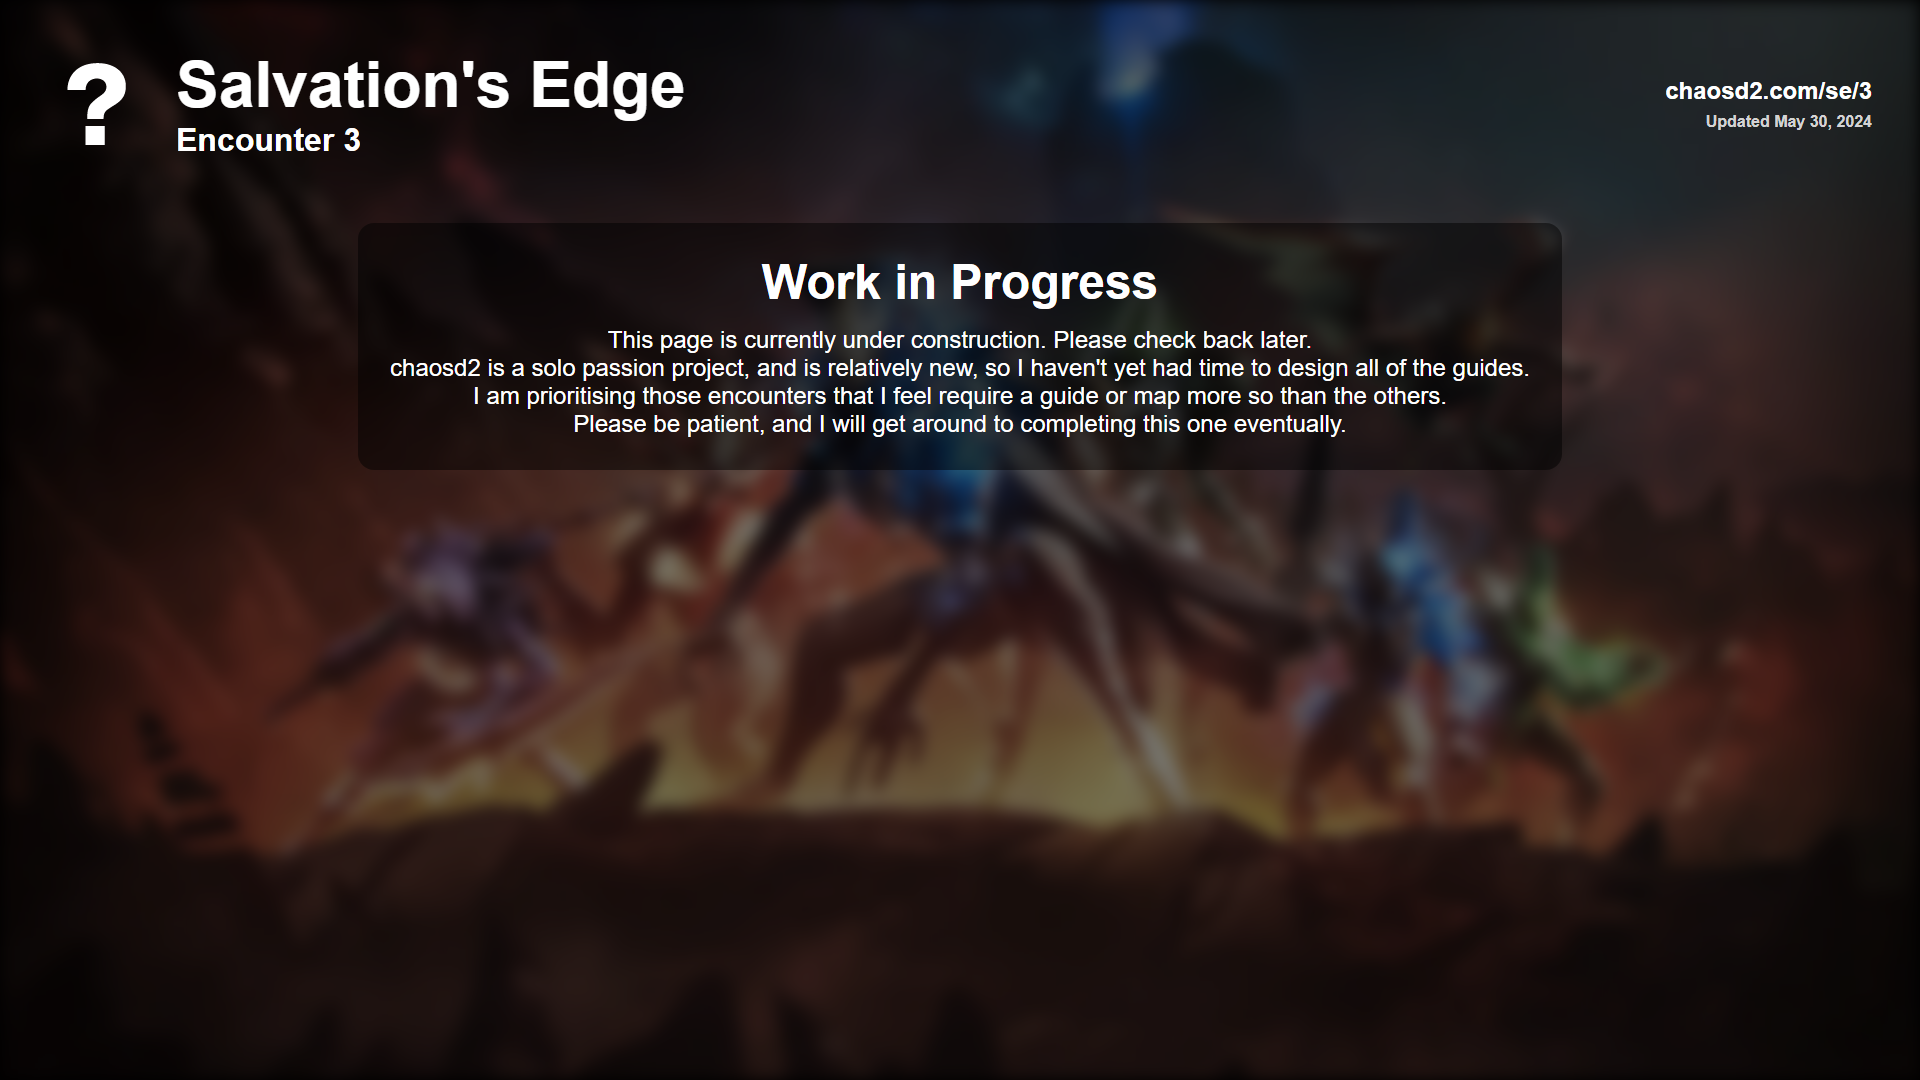 ?
Salvation's Edge
Encounter 3
chaosd2.com/se/3
Updated May 30, 2024
Work in Progress
This page is currently under construction. Please check back later.
chaosd2 is a solo passion project, and is relatively new, so I haven't yet had time to design all of the guides.
I am prioritising those encounters that I feel require a guide or map more so than the others.
Please be patient, and I will get around to completing this one eventually.